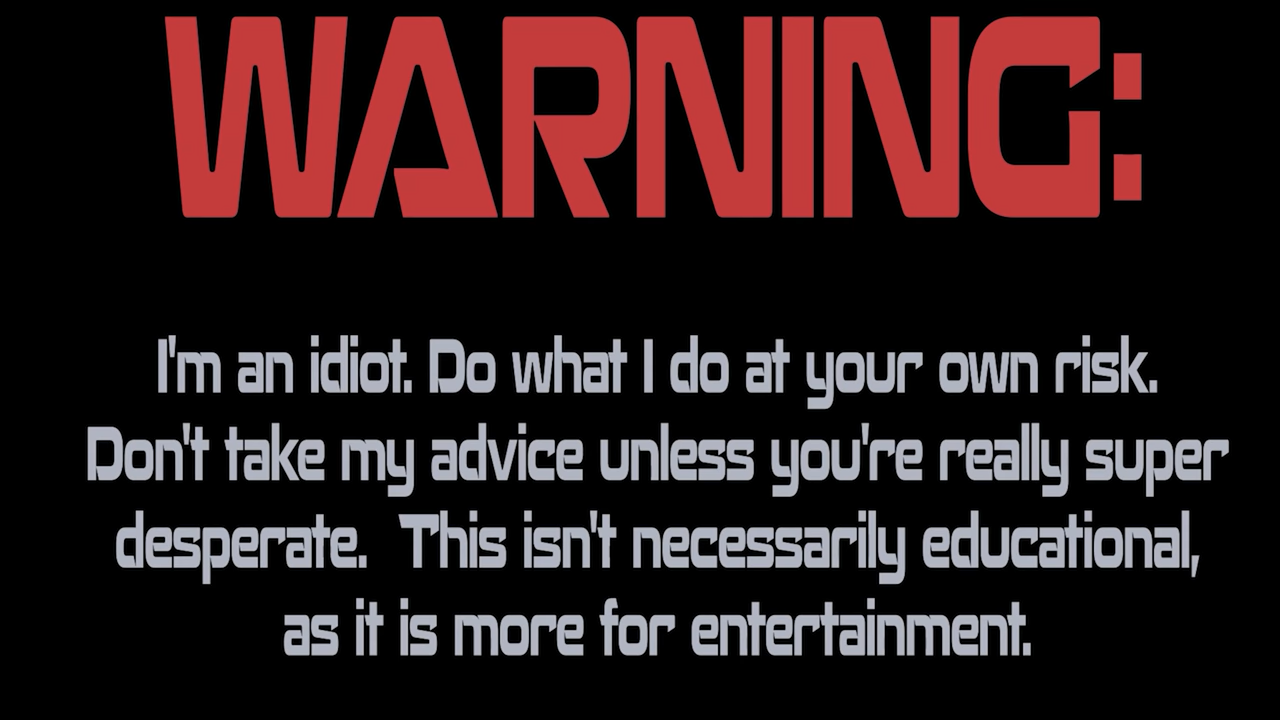 WARNING:
I'm an idiot. Do what I do at your own risk.
Don't take my advice unless you're really super
desperate.  This isn't necessarily educational,
as it is more for entertainment.